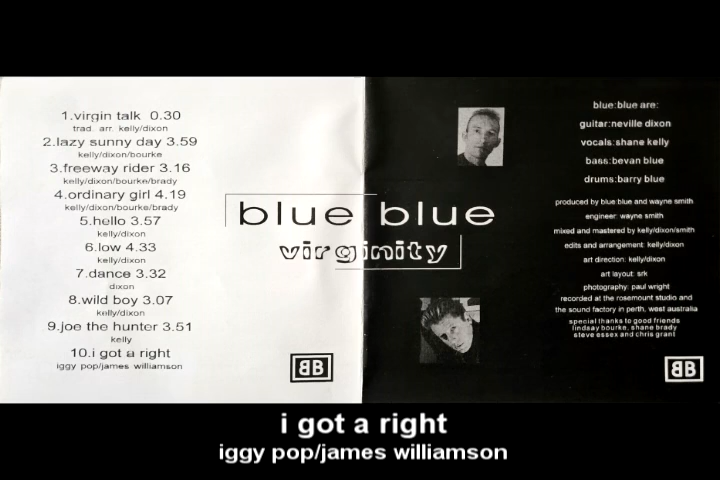 1.virgin talk 0.30
trad. arr. kelly/dixon
2.lazy sunny day 3.59
kelly/dixon/bourke
3.freeway rider 3.16
kelly/dixon/bourke/brady
4.ordinary girl 4.19
kelly/dixon/bourke/brady
5.hello 3.57
kelly/dixon
6.low 4.33
kelly/dixon
7.dance 3.32
dixon
8.wild boy 3.07
kelly/dixon
9.joe the hunter 3.51
kelly
10.i got a right
iggy pop/james williamson
BB
blue blue
virginity
blue:blue are:
guitar:neville dixon
vocals:shane kelly
bass:bevan blue
drums:barry blue
produced by blue blue and wayne smith
engineer: wayne smith
mixed and mastered by kelly/dixon/smith
edits and arrangement: kelly/dixon
art direction: kelly/dixon
art layout: srk
photography: paul wright
recorded at the rosemount studio and
the sound factory in perth, west australia
special thanks to good friends
lindsay bourke, shane brady
steve essex and chris grant
BB
i got a right
iggy pop/james williamson